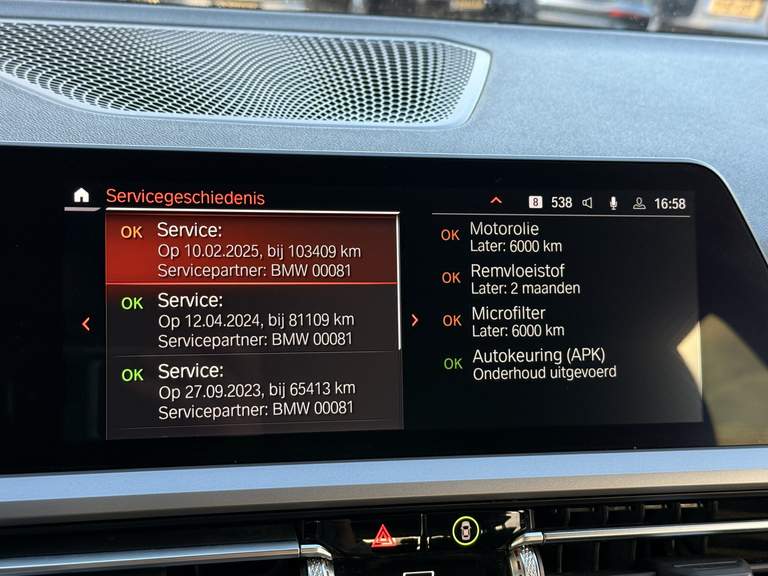 Servicegeschiedenis
8 538 16:58
OK Service:
Op 10.02.2025, bij 103409 km
Servicepartner: BMW 00081
OK Service:
Op 12.04.2024, bij 81109 km
Servicepartner: BMW 00081
OK Service:
Op 27.09.2023, bij 65413 km
Servicepartner: BMW 00081
OK Motorolie
Later: 6000 km
OK Remvloeistof
Later: 2 maanden
OK Microfilter
Later: 6000 km
OK Autokeuring (APK)
Onderhoud uitgevoerd